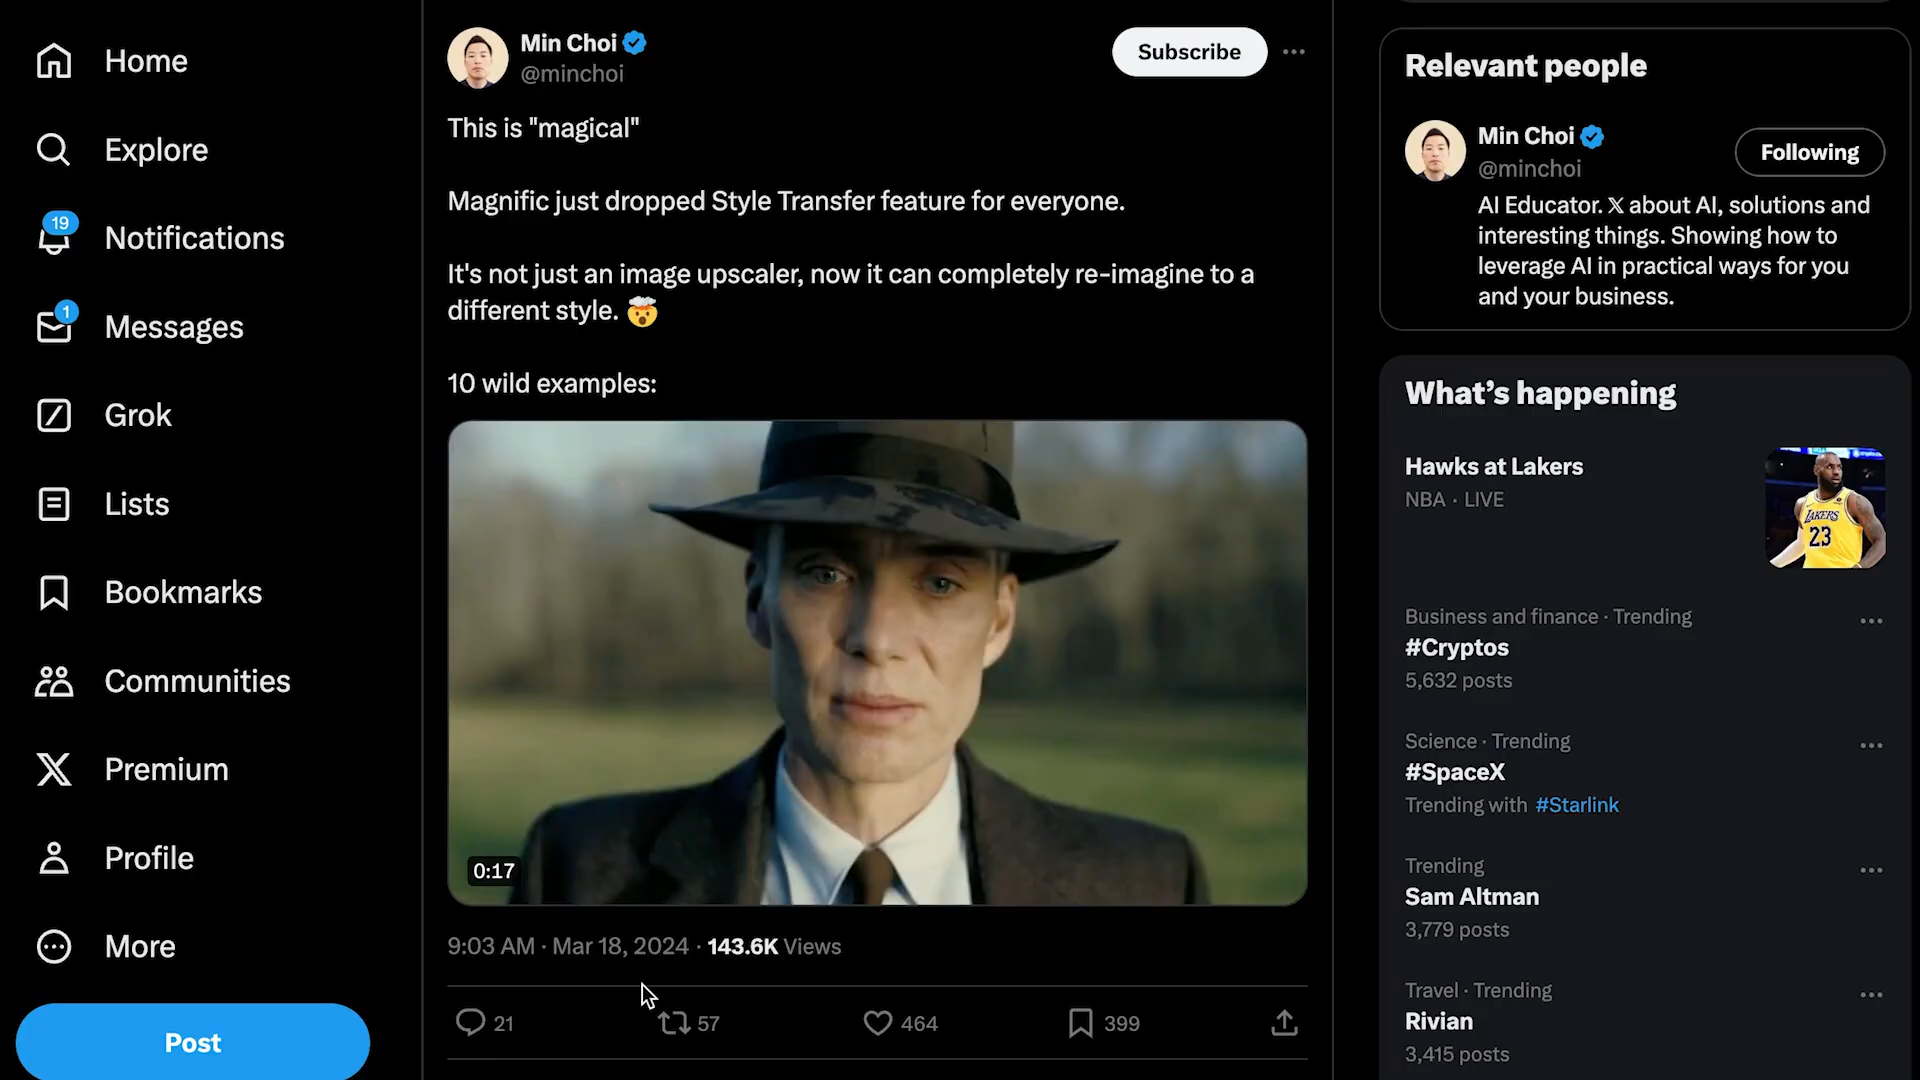 Home
Explore
19
Notifications
1
Messages
Grok
Lists
Bookmarks
Communities
Premium
Profile
More
Post
Min Choi
@minchoi
Subscribe
This is "magical"
Magnific just dropped Style Transfer feature for everyone.
It's not just an image upscaler, now it can completely re-imagine to a
different style. 🤯
10 wild examples:
0:17
9:03 AM · Mar 18, 2024 · 143.6K Views
21
57
464
399
Relevant people
Min Choi
@minchoi
Following
AI Educator. 𝕏 about AI, solutions and
interesting things. Showing how to
leverage AI in practical ways for you
and your business.
What's happening
Hawks at Lakers
NBA · LIVE
LAKERS
23
Business and finance · Trending
#Cryptos
5,632 posts
Science · Trending
#SpaceX
Trending with #Starlink
Trending
Sam Altman
3,779 posts
Travel · Trending
Rivian
3,415 posts